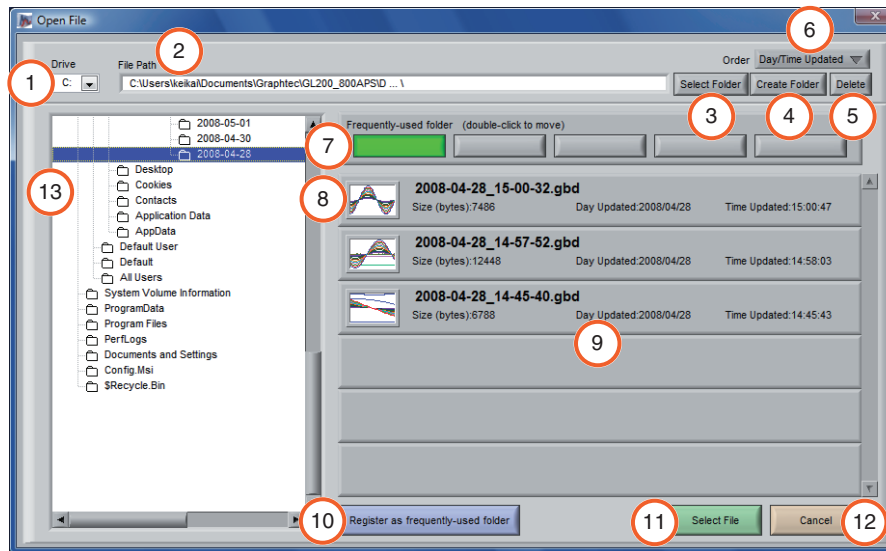 Open File
x
6
2
Drive
File Path
Order Day/Time Updated
1
C:
C:\Users\keikai\Documents\Graphtec\GL200_800APS\D ... \
Select Folder Create Folder Delete
3 4 5
2008-05-01
2008-04-30
2008-04-28
Desktop
Cookies
Contacts
Application Data
AppData
Default User
Default
All Users
System Volume Information
ProgramData
Program Files
PerfLogs
Documents and Settings
Config.Msi
$Recycle.Bin
13
7
Frequently-used folder (double-click to move)
8
2008-04-28_15-00-32.gbd
Size (bytes):7486 Day Updated:2008/04/28 Time Updated:15:00:47
2008-04-28_14-57-52.gbd
Size (bytes):12448 Day Updated:2008/04/28 Time Updated:14:58:03
2008-04-28_14-45-40.gbd
Size (bytes):6788 Day Updated:2008/04/28 Time Updated:14:45:43
9
10 Register as frequently-used folder
11 Select File
Cancel 12